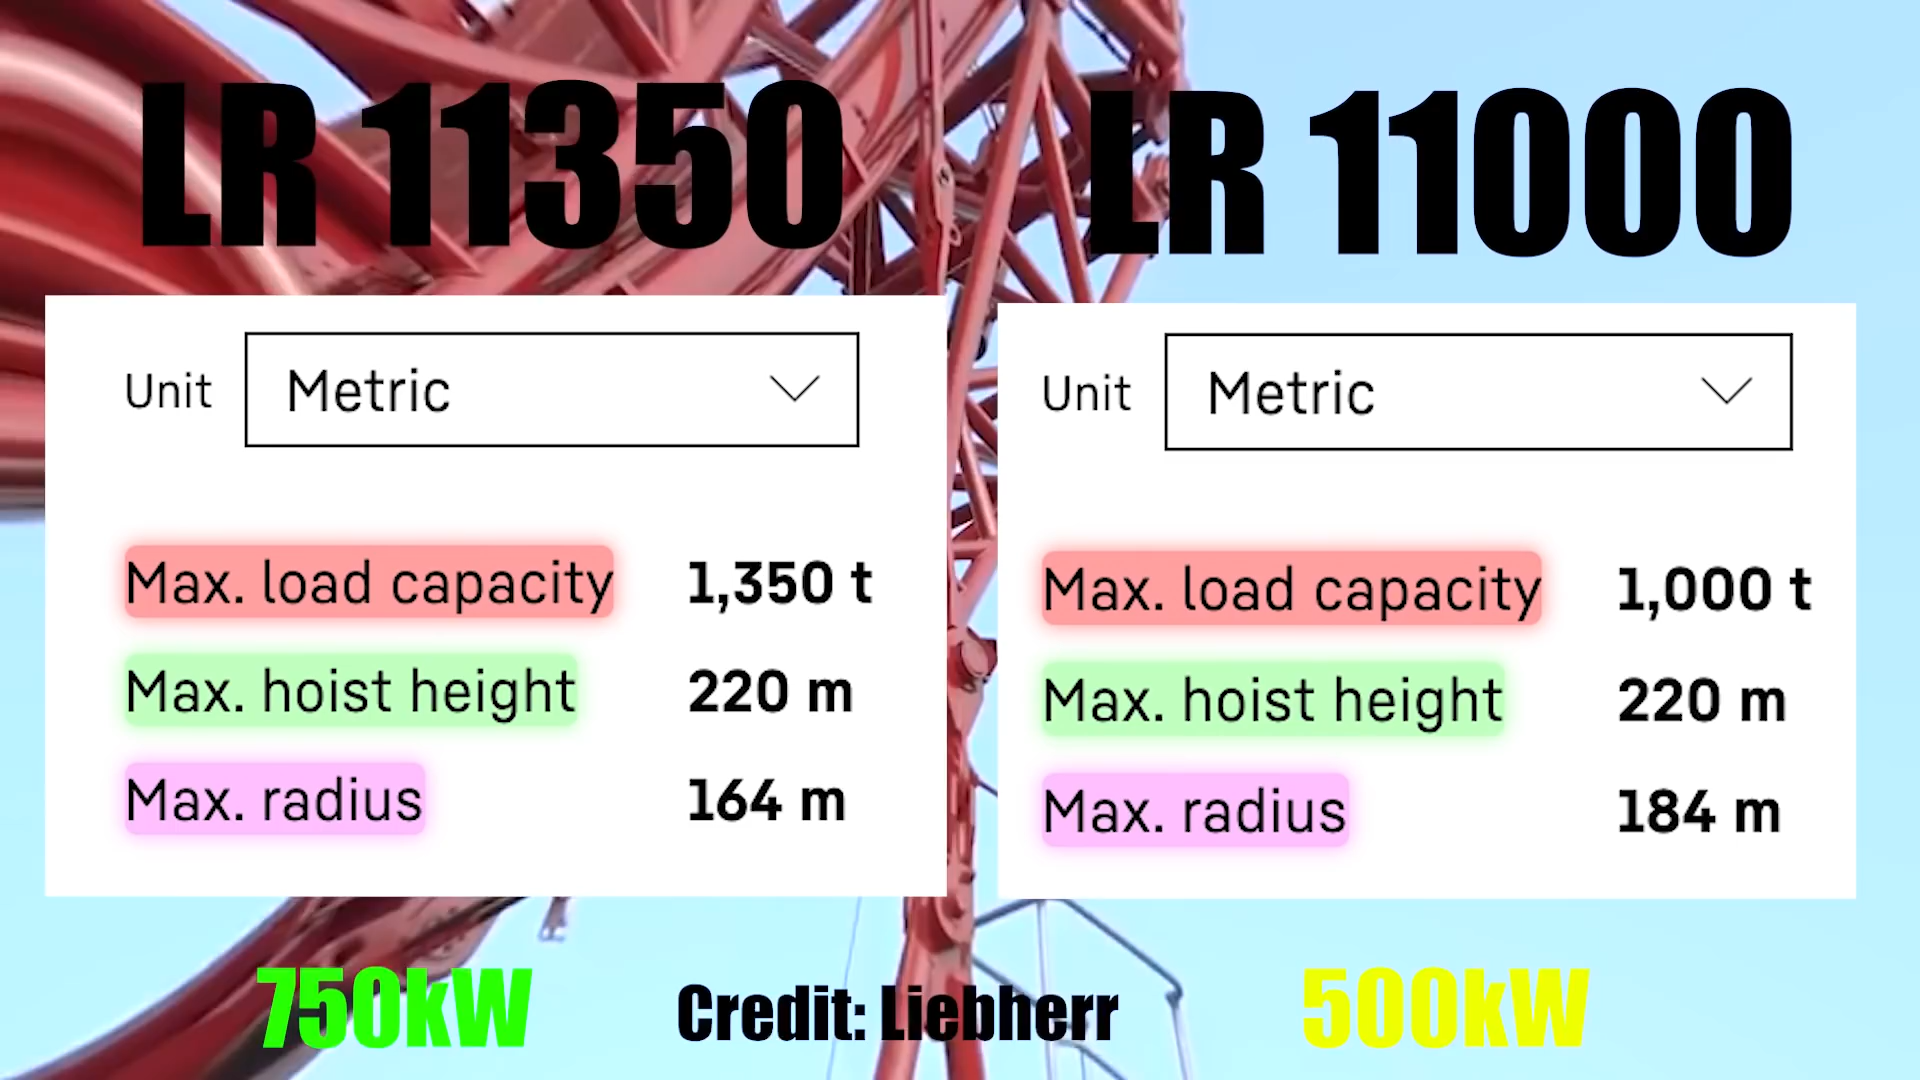 LR 11350
Unit Metric
Max. load capacity 1,350 t
Max. hoist height 220 m
Max. radius 164 m
750kW
LR 11000
Unit Metric
Max. load capacity 1,000 t
Max. hoist height 220 m
Max. radius 184 m
500kW
Credit: Liebherr